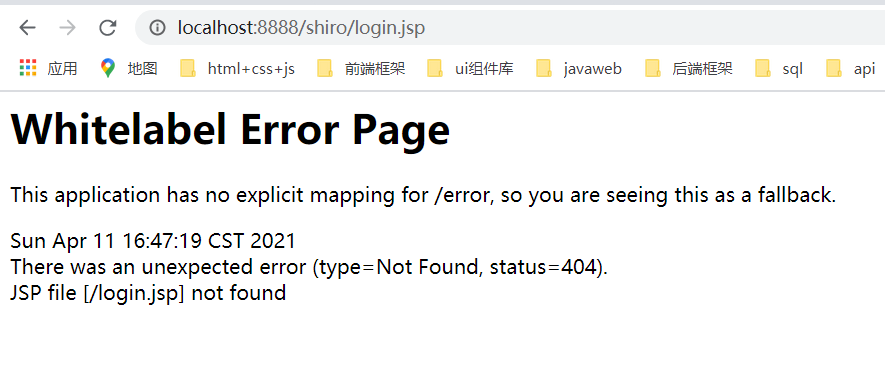 localhost:8888/shiro/login.jsp
应用 地图 html+css+js 前端框架 ui组件库 javaweb 后端框架 sql api
Whitelabel Error Page
This application has no explicit mapping for /error, so you are seeing this as a fallback.
Sun Apr 11 16:47:19 CST 2021
There was an unexpected error (type=Not Found, status=404).
JSP file [/login.jsp] not found